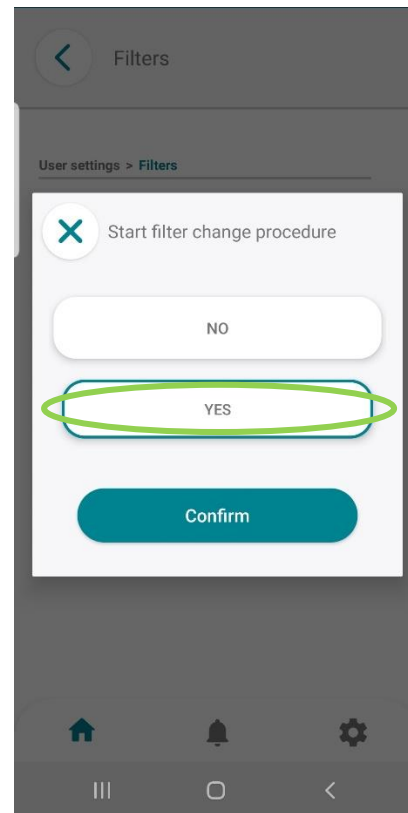 Filters
User settings > Filters
Start filter change procedure
NO
YES
Confirm